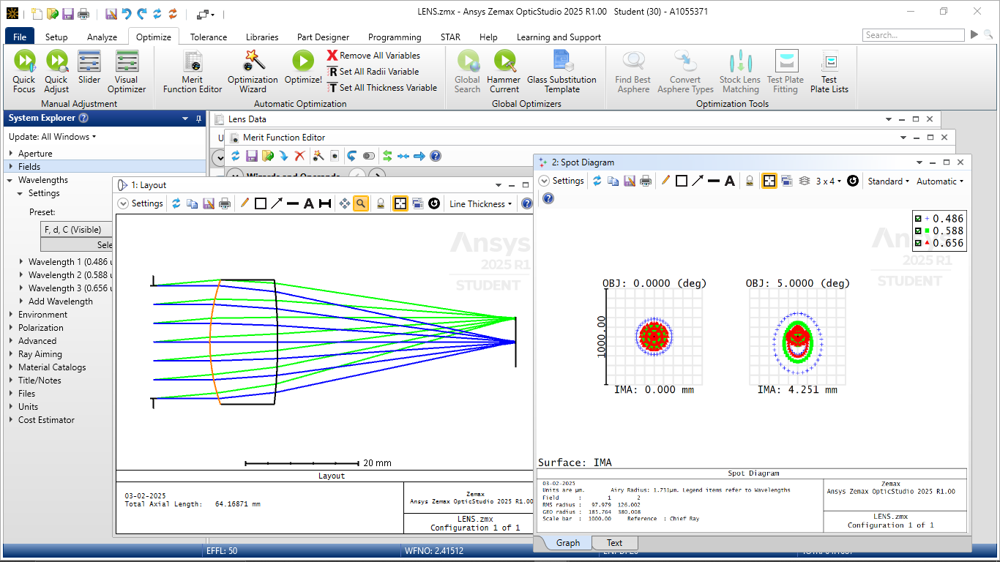 LENS.zmx - Ansys Zemax OpticStudio 2025 R1.00   Student (30) - A1055371
File Setup Analyze Optimize Tolerance Libraries Part Designer Programming STAR Help Learning and Support
Search...
Quick Focus
Quick Adjust
Slider
Visual Optimizer
Merit Function Editor
Optimization Wizard
Optimize!
Remove All Variables
Set All Radii Variable
Set All Thickness Variable
Global Search
Hammer Current
Glass Substitution Template
Find Best Asphere
Convert Asphere Types
Stock Lens Matching
Test Plate Fitting
Test Plate Lists
Manual Adjustment
Automatic Optimization
Global Optimizers
Optimization Tools
System Explorer
Update: All Windows
Aperture
Fields
Wavelengths
Settings
Preset:
F, d, C (Visible)
Sele
Wavelength 1 (0.486 u
Wavelength 2 (0.588 u
Wavelength 3 (0.656 u
Add Wavelength
Environment
Polarization
Advanced
Ray Aiming
Material Catalogs
Title/Notes
Files
Units
Cost Estimator
Lens Data
U
Merit Function Editor
1: Layout
Settings
Line Thickness
Ansys
2025 R1
STUDENT
20 mm
Layout
03-02-2025
Total Axial Length:   64.16871 mm
Zemax
Ansys Zemax OpticStudio 2025 R1.00
LENS.zmx
Configuration 1 of 1
2: Spot Diagram
Settings
3 x 4
Standard
Automatic
Ansys
2025 R1
STUDENT
+ 0.486
0.588
0.656
OBJ: 0.0000 (deg)
OBJ: 5.0000 (deg)
1000.00
IMA: 0.000 mm
IMA: 4.251 mm
Surface: IMA
Spot Diagram
03-02-2025
Units are µm.   Airy Radius: 1.731µm. Legend items refer to Wavelengths
Field : 1 2
RMS radius : 97.979 126.002
GEO radius : 185.764 380.008
Scale bar : 1000.00 Reference : Chief Ray
Zemax
Ansys Zemax OpticStudio 2025 R1.00
LENS.zmx
Configuration 1 of 1
Graph
Text
EFFL: 50
WFNO: 2.41512